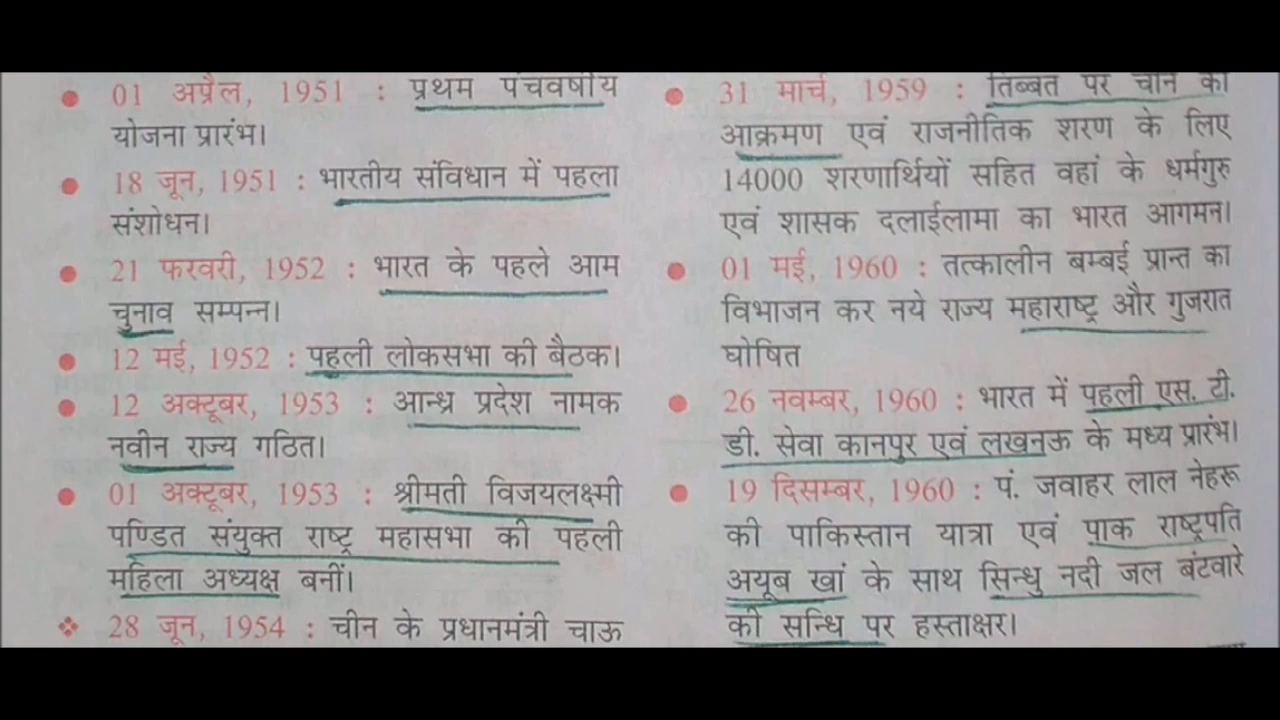 01 अप्रैल, 1951 : प्रथम पंचवर्षीय
योजना प्रारंभ।
18 जून, 1951 : भारतीय संविधान में पहला
संशोधन।
21 फरवरी, 1952 : भारत के पहले आम
चुनाव सम्पन्न।
12 मई, 1952 : पहली लोकसभा की बैठक।
12 अक्टूबर, 1953 : आन्ध्र प्रदेश नामक
नवीन राज्य गठित।
01 अक्टूबर, 1953 : श्रीमती विजयलक्ष्मी
पण्डित संयुक्त राष्ट्र महासभा की पहली
महिला अध्यक्ष बनीं।
28 जून, 1954 : चीन के प्रधानमंत्री चाऊ
31 मार्च, 1959 : तिब्बत पर चीन का
आक्रमण एवं राजनीतिक शरण के लिए
14000 शरणार्थियों सहित वहां के धर्मगुरु
एवं शासक दलाईलामा का भारत आगमन।
01 मई, 1960 : तत्कालीन बम्बई प्रान्त का
विभाजन कर नये राज्य महाराष्ट्र और गुजरात
घोषित
26 नवम्बर, 1960 : भारत में पहली एस. टी.
डी. सेवा कानपुर एवं लखनऊ के मध्य प्रारंभ।
19 दिसम्बर, 1960 : पं. जवाहर लाल नेहरू
की पाकिस्तान यात्रा एवं पाक राष्ट्रपति
अयूब खां के साथ सिन्धु नदी जल बंटवारे
की सन्धि पर हस्ताक्षर।